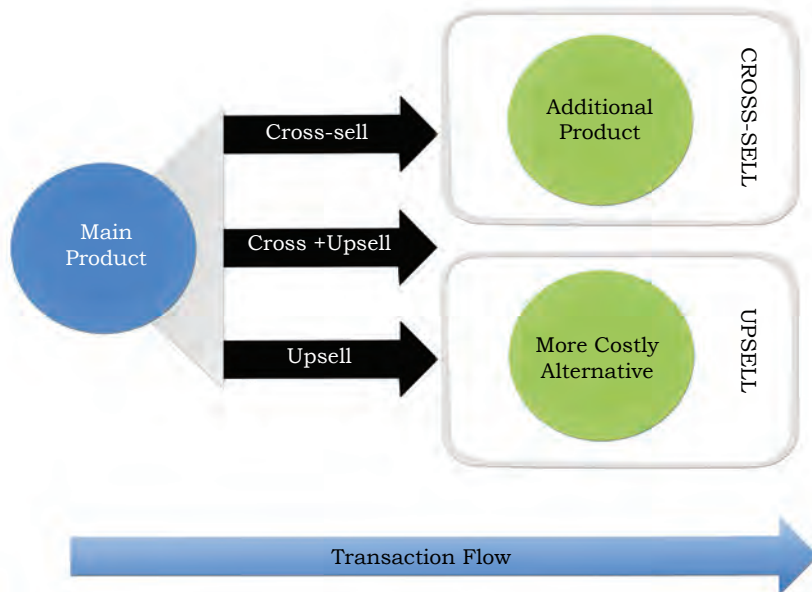 Main
Product
Cross-sell
Cross +Upsell
Upsell
Additional
Product
CROSS-SELL
More Costly
Alternative
UPSELL
Transaction Flow